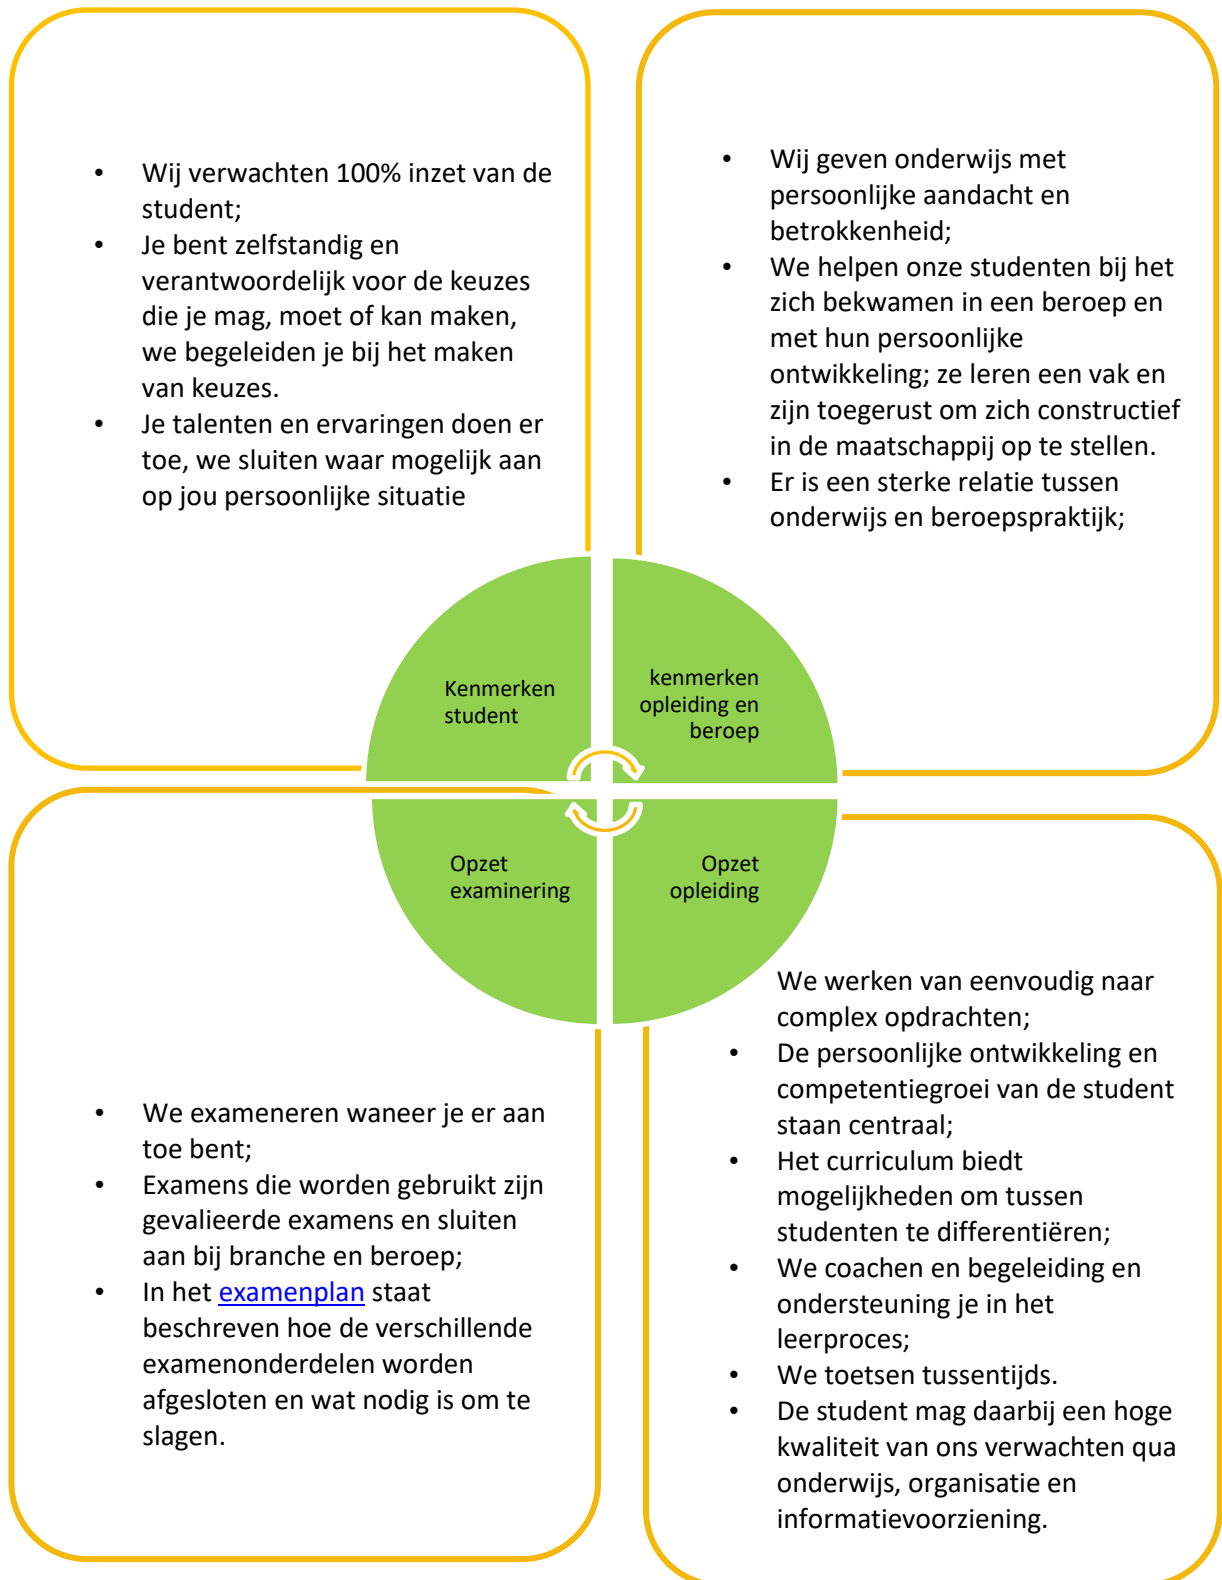 • Wij verwachten 100% inzet van de
student;
• Je bent zelfstandig en
verantwoordelijk voor de keuzes
die je mag, moet of kan maken,
we begeleiden je bij het maken
van keuzes.
• Je talenten en ervaringen doen er
toe, we sluiten waar mogelijk aan
op jou persoonlijke situatie
• Wij geven onderwijs met
persoonlijke aandacht en
betrokkenheid;
• We helpen onze studenten bij het
zich bekwamen in een beroep en
met hun persoonlijke
ontwikkeling; ze leren een vak en
zijn toegerust om zich constructief
in de maatschappij op te stellen.
• Er is een sterke relatie tussen
onderwijs en beroepspraktijk;
Kenmerken
student
kenmerken
opleiding en
beroep
Opzet
examinering
Opzet
opleiding
• We exameneren waneer je er aan
toe bent;
• Examens die worden gebruikt zijn
gevalieerde examens en sluiten
aan bij branche en beroep;
• In het examenplan staat
beschreven hoe de verschillende
examenonderdelen worden
afgesloten en wat nodig is om te
slagen.
We werken van eenvoudig naar
complex opdrachten;
• De persoonlijke ontwikkeling en
competentiegroei van de student
staan centraal;
• Het curriculum biedt
mogelijkheden om tussen
studenten te differentiëren;
• We coachen en begeleiding en
ondersteuning je in het
leerproces;
• We toetsen tussentijds.
• De student mag daarbij een hoge
kwaliteit van ons verwachten qua
onderwijs, organisatie en
informatievoorziening.